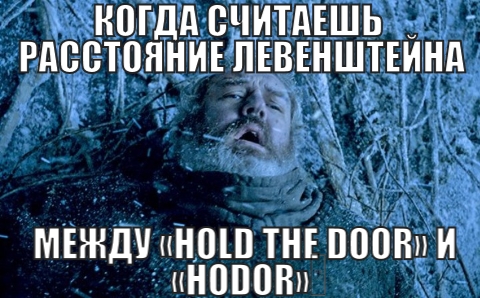 КОГДА СЧИТАЕШЬ
РАССТОЯНИЕ ЛЕВЕНШТЕЙНА
МЕЖДУ «HOLD THE DOOR» И
«HODOR»